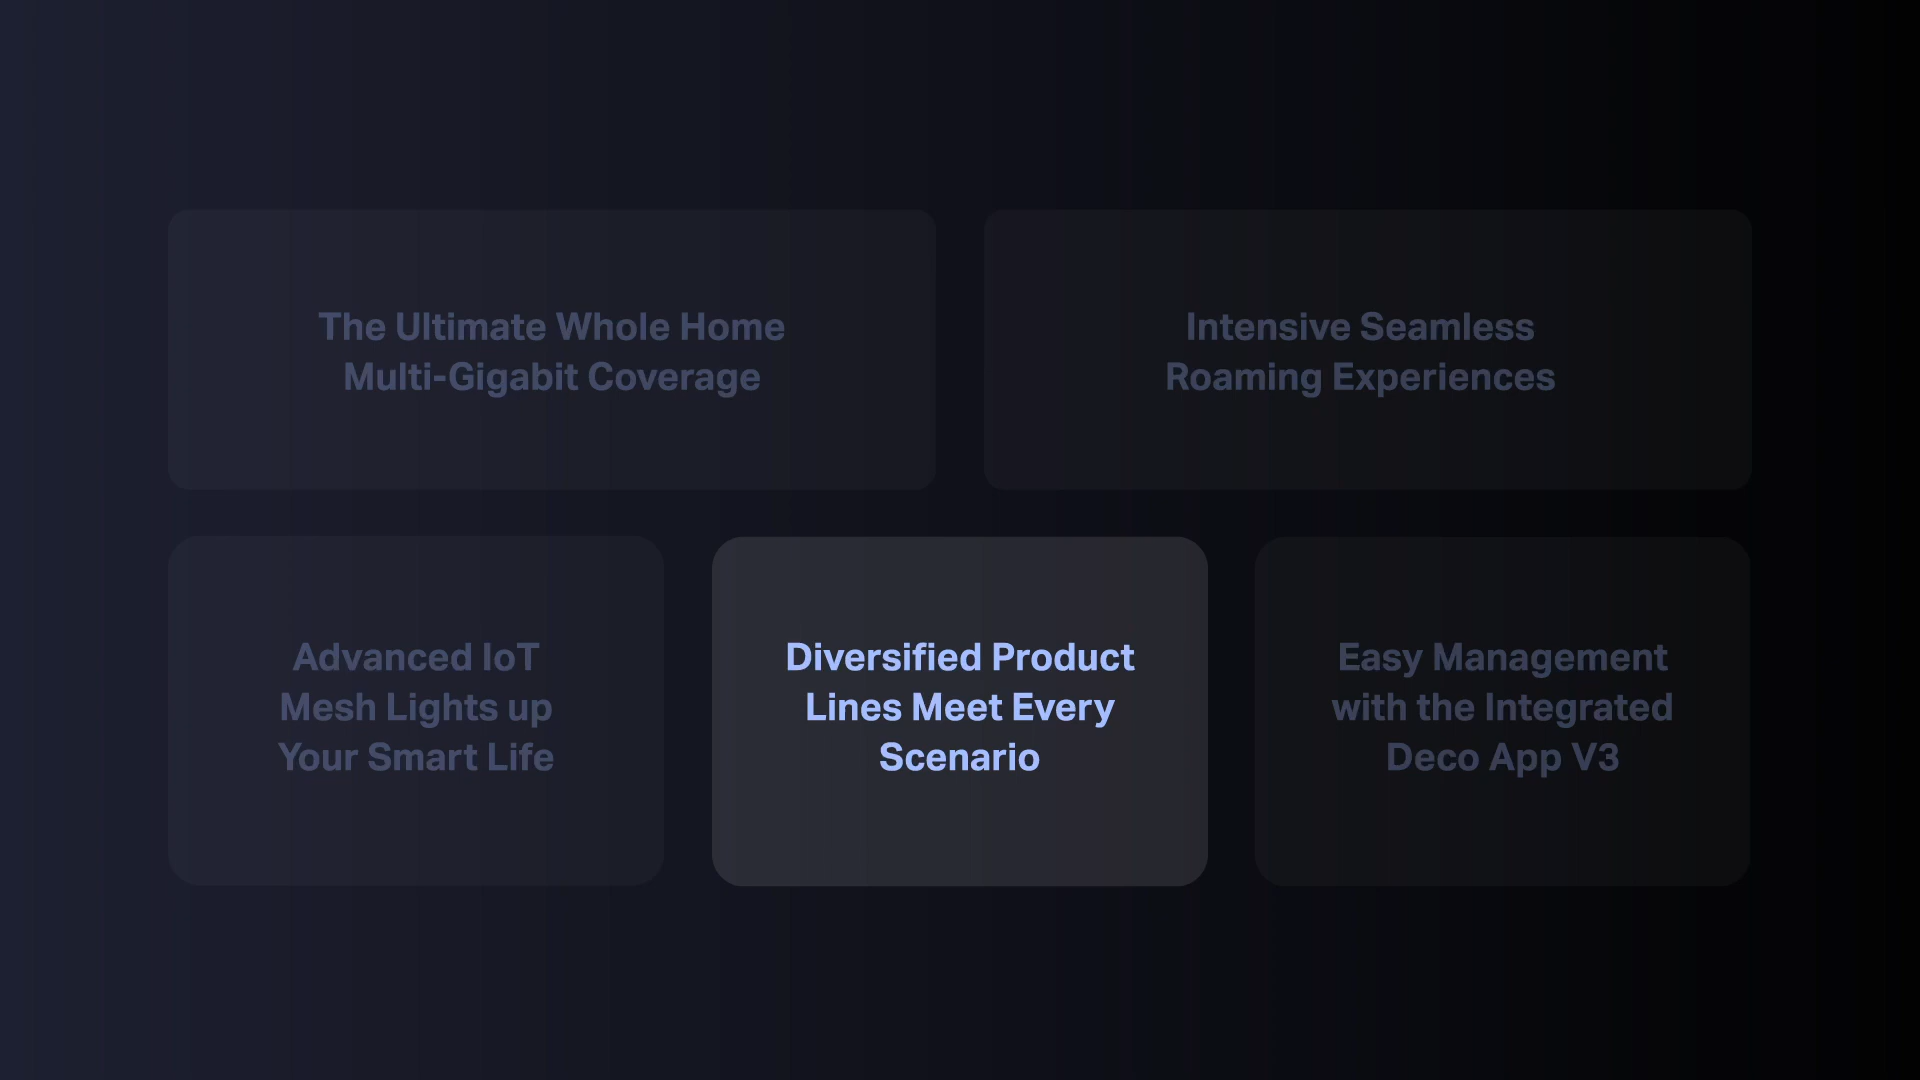 The Ultimate Whole Home
Multi-Gigabit Coverage
Intensive Seamless
Roaming Experiences
Advanced IoT
Mesh Lights up
Your Smart Life
Diversified Product
Lines Meet Every
Scenario
Easy Management
with the Integrated
Deco App V3